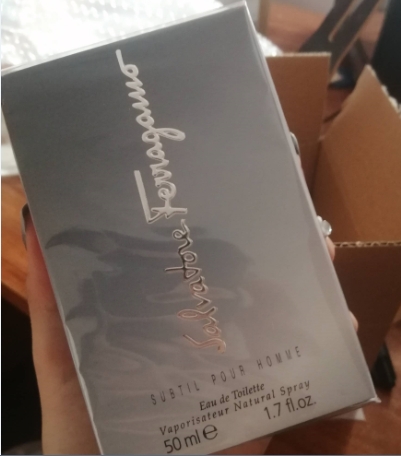 Salvatore Ferragamo
SUBTIL POUR HOMME
Eau de Toilette
Vaporisateur Natural Spray
50 ml e 1.7 fl.oz.